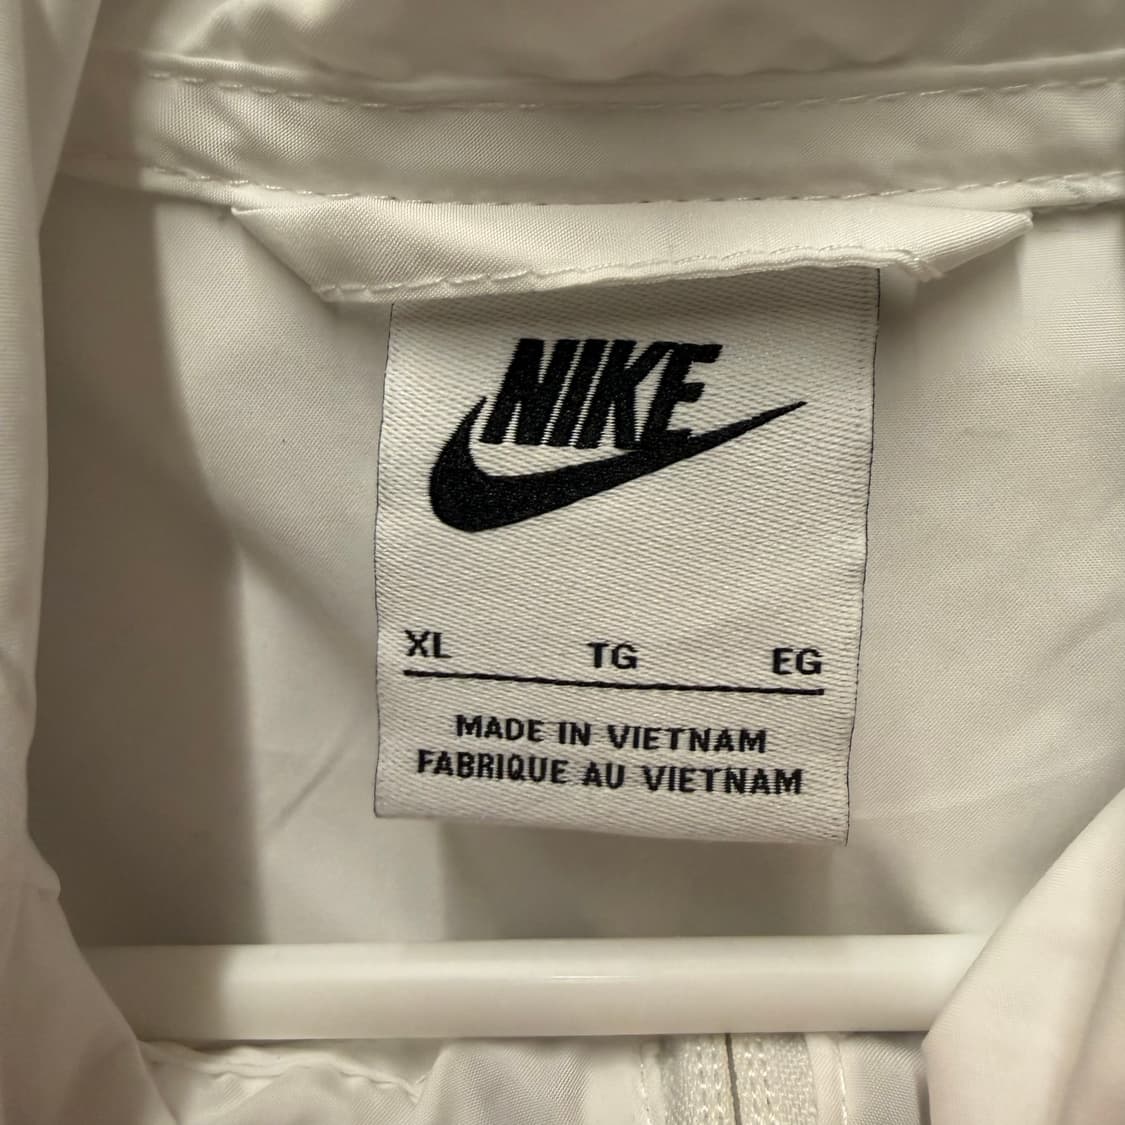 NIKE
XL TG EG
MADE IN VIETNAM
FABRIQUE AU VIETNAM